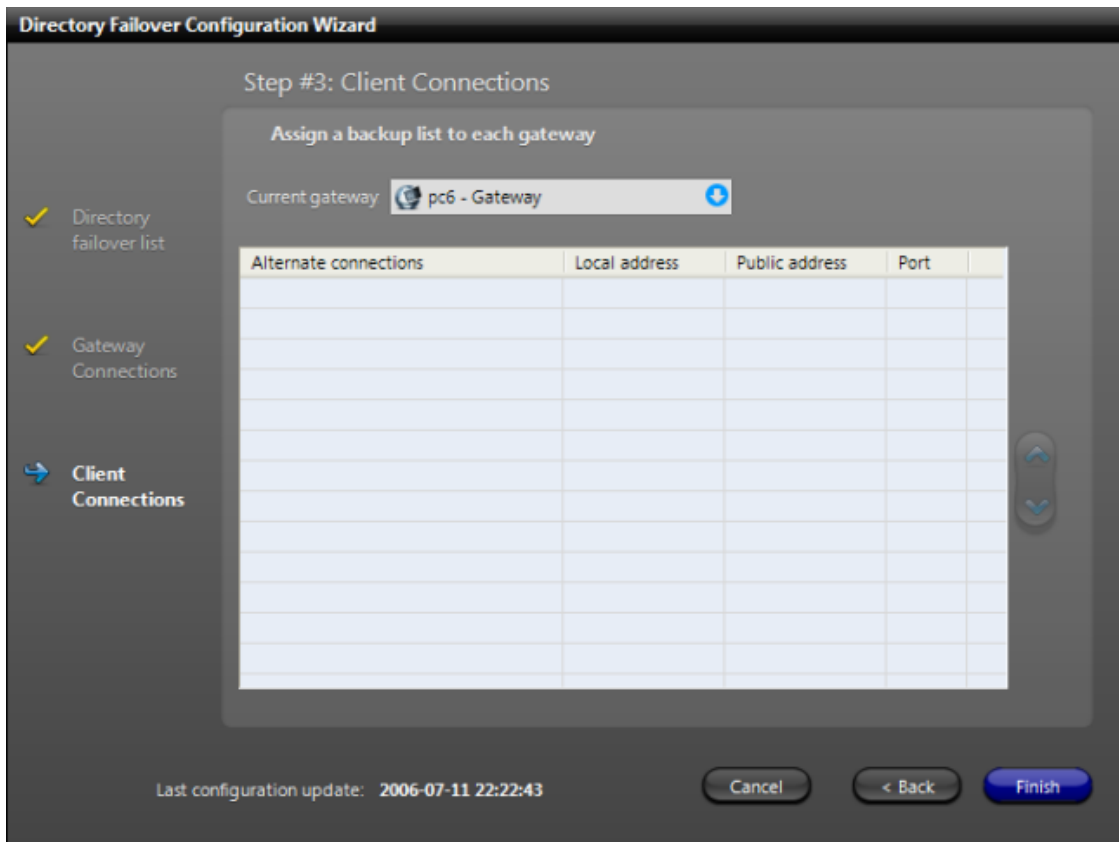 Directory Failover Configuration Wizard
Step #3: Client Connections
Assign a backup list to each gateway
Current gateway pc6 - Gateway
Directory
failover list
Alternate connections Local address Public address Port
Gateway
Connections
Client
Connections
Last configuration update: 2006-07-11 22:22:43 Cancel < Back Finish